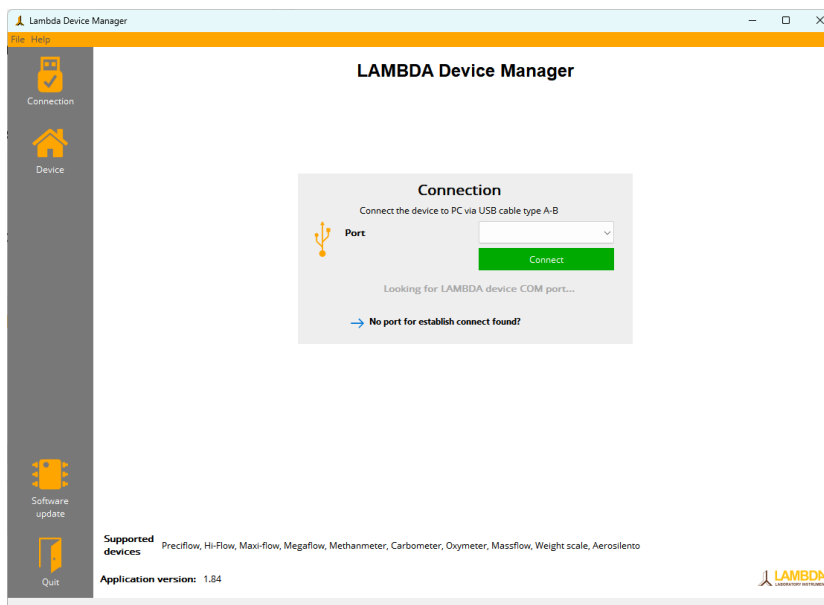 Lambda Device Manager
File Help
LAMBDA Device Manager
Connection
Device
Connection
Connect the device to PC via USB cable type A-B
Port
Connect
Looking for LAMBDA device COM port...
No port for establish connect found?
Software
update
Quit
Supported
devices
Preciflow, Hi-Flow, Maxi-flow, Megaflow, Methanmeter, Carbometer, Oxymeter, Massflow, Weight scale, Aerosilento
Application version: 1.84
LAMBDA
LABORATORY INSTRUMENTS